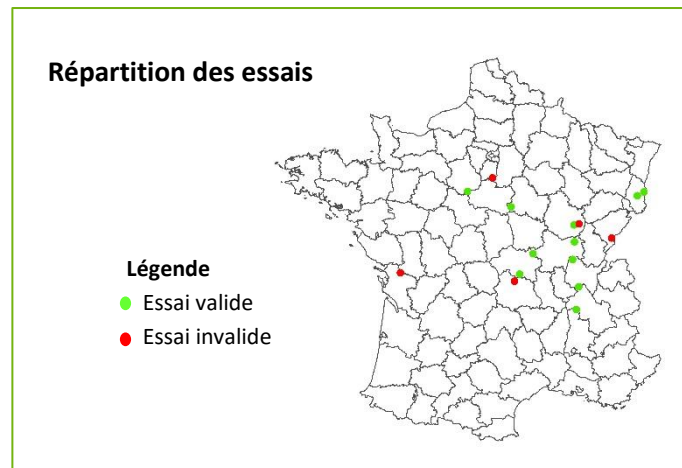 Répartition des essais
Légende
Essai valide
Essai invalide